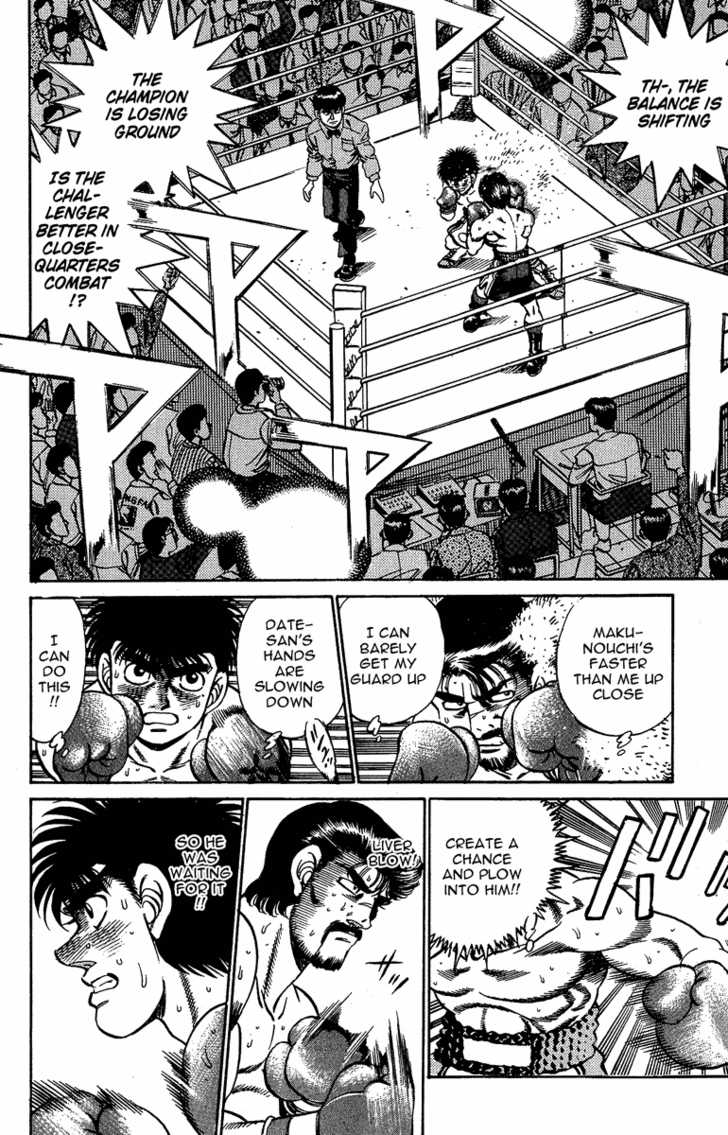 TH-, THE
BALANCE IS
SHIFTING
THE
CHAMPION
IS LOSING
GROUND
IS THE
CHAL-
LENGER
BETTER IN
CLOSE-
QUARTERS
COMBAT
!?
MAKU-
NOUCHI'S
FASTER
THAN ME UP
CLOSE
I CAN
BARELY
GET MY
GUARD UP
DATE-
SAN'S
HANDS
ARE
SLOWING
DOWN
I
CAN
DO
THIS
!!
CREATE A
CHANCE
AND PLOW
INTO HIM!!
LIVER
BLOW!
SO HE
WAS
WAITING
FOR IT
!!